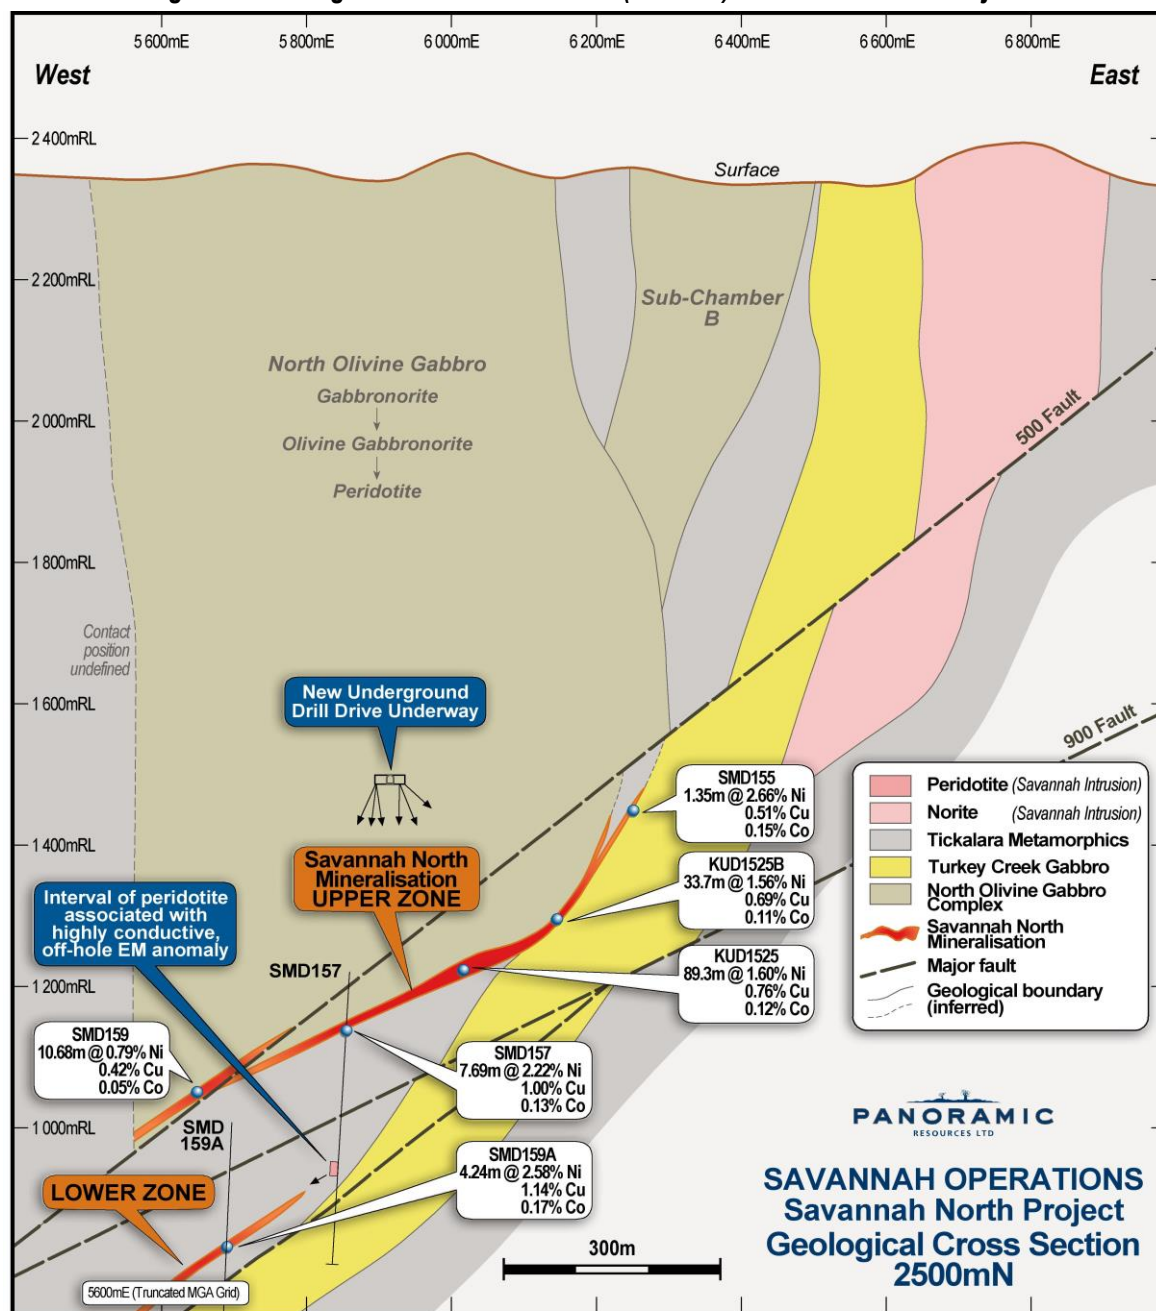 5 600mE 5 800mE 6 000mE 6 200mE 6 400mE 6 600mE 6 800mE
West
East
2 400mRL
Surface
2 200mRL
Sub-Chamber
B
North Olivine Gabbro
Gabbronorite
Olivine Gabbronorite
Peridotite
2 000mRL
500 Fault
1 800mRL
Contact
position
undefined
1 600mRL
New Underground
Drill Drive Underway
900 Fault
SMD155
1.35m @ 2.66% Ni
0.51% Cu
0.15% Co
Peridotite (Savannah Intrusion)
Norite (Savannah Intrusion)
Tickalara Metamorphics
Turkey Creek Gabbro
North Olivine Gabbro
Complex
Savannah North
Mineralisation
Major fault
Geological boundary
(inferred)
1 400mRL
Savannah North
Mineralisation
UPPER ZONE
KUD1525B
33.7m @ 1.56% Ni
0.69% Cu
0.11% Co
Interval of peridotite
associated with
highly conductive,
off-hole EM anomaly
SMD157
KUD1525
89.3m @ 1.60% Ni
0.76% Cu
0.12% Co
1 200mRL
SMD159
10.68m @ 0.79% Ni
0.42% Cu
0.05% Co
SMD157
7.69m @ 2.22% Ni
1.00% Cu
0.13% Co
1 000mRL
SMD
159A
SMD159A
4.24m @ 2.58% Ni
1.14% Cu
0.17% Co
LOWER ZONE
PANORAMIC
RESOURCES LTD
SAVANNAH OPERATIONS
Savannah North Project
Geological Cross Section
2500mN
300m
5600mE (Truncated MGA Grid)